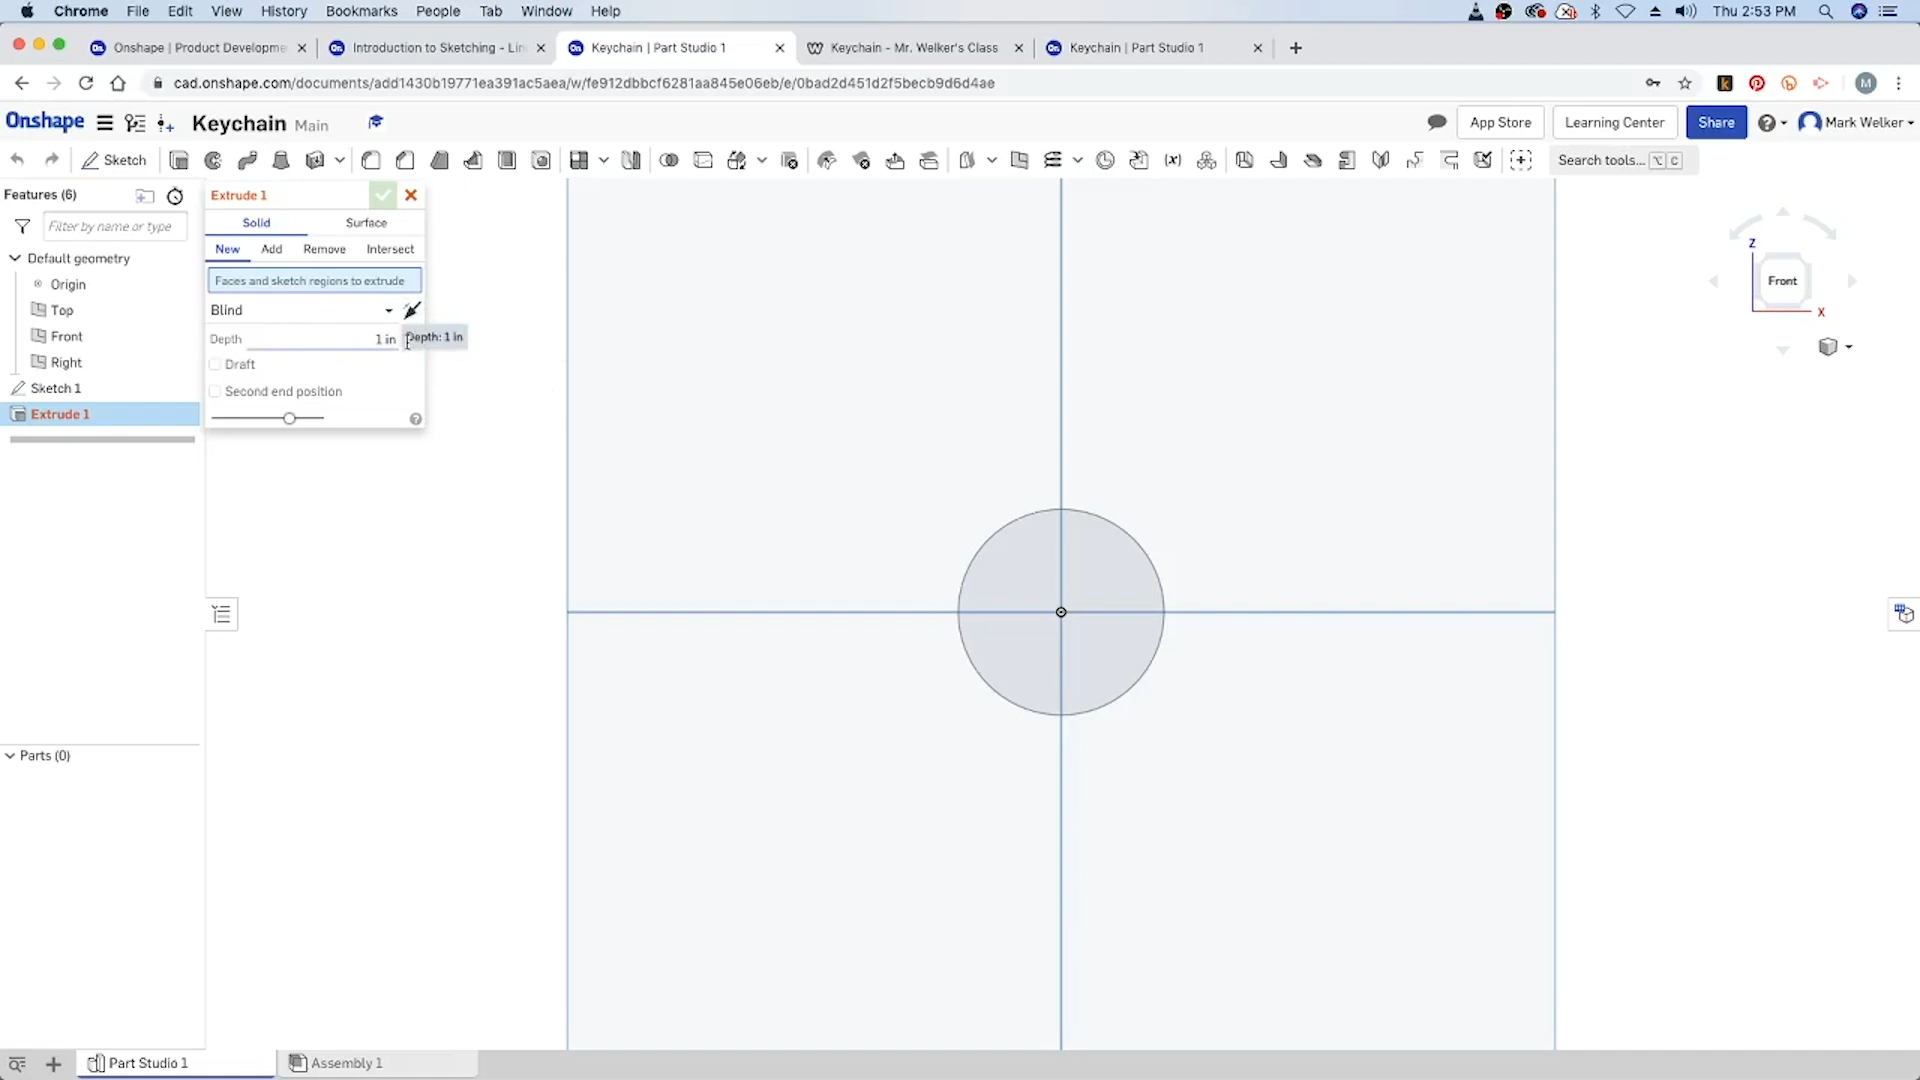 Chrome File Edit View History Bookmarks People Tab Window Help Thu 2:53 PM
Onshape | Product Developme Introduction to Sketching - Lin Keychain | Part Studio 1 Keychain - Mr. Welker's Class Keychain | Part Studio 1
cad.onshape.com/documents/add1430b19771ea391ac5aea/w/fe912dbbcf6281aa845e06eb/e/0bad2d451d2f5becb9d6d4ae M
Onshape Keychain Main App Store Learning Center Share Mark Welker
Sketch (x) Search tools... ⌥ C
Features (6)
Filter by name or type
Default geometry
Origin
Top
Front
Right
Sketch 1
Extrude 1
Parts (0)
Extrude 1
Solid Surface
New Add Remove Intersect
Faces and sketch regions to extrude
Blind
Depth 1 in Depth: 1 in
Draft
Second end position
Z
Front
X
Part Studio 1 Assembly 1